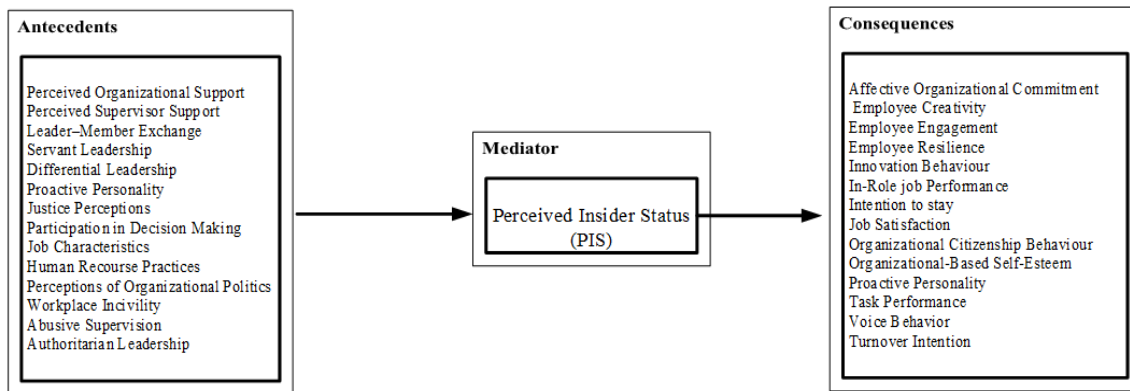 Antecedents
Perceived Organizational Support
Perceived Supervisor Support
Leader–Member Exchange
Servant Leadership
Differential Leadership
Proactive Personality
Justice Perceptions
Participation in Decision Making
Job Characteristics
Human Recourse Practices
Perceptions of Organizational Politics
Workplace Incivility
Abusive Supervision
Authoritarian Leadership
Mediator
Perceived Insider Status
(PIS)
Consequences
Affective Organizational Commitment
Employee Creativity
Employee Engagement
Employee Resilience
Innovation Behaviour
In-Role job Performance
Intention to stay
Job Satisfaction
Organizational Citizenship Behaviour
Organizational-Based Self-Esteem
Proactive Personality
Task Performance
Voice Behavior
Turnover Intention